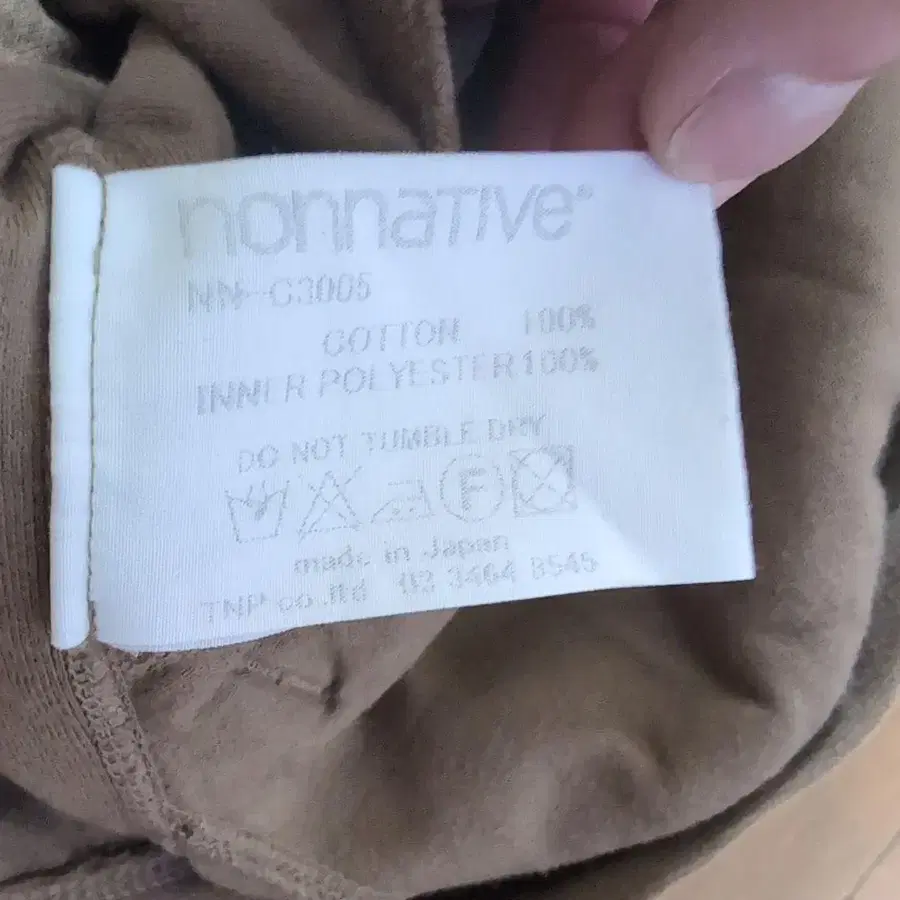 nonnative®
NN-C3005
COTTON 100%
INNER POLYESTER 100%
DO NOT TUMBLE DRY
F
made in Japan
TNP co.ltd 03 3464 8545